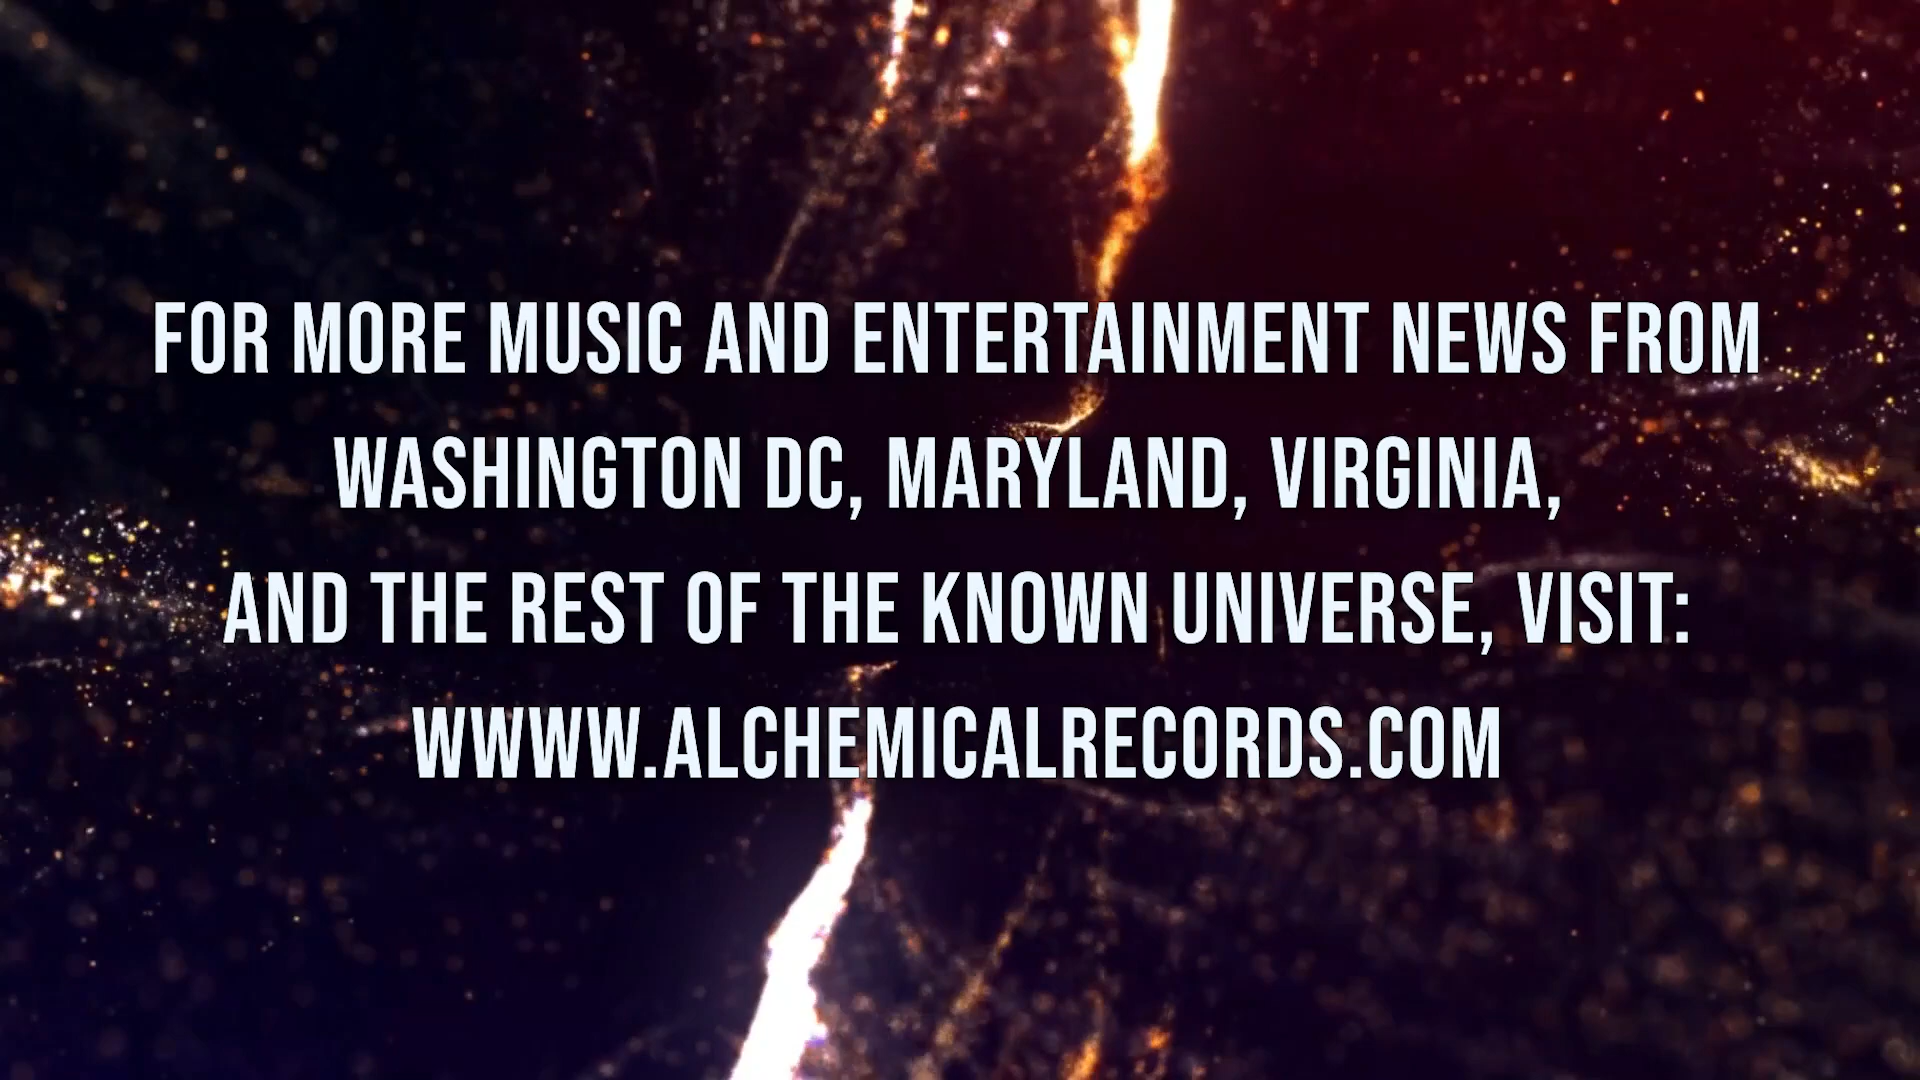 FOR MORE MUSIC AND ENTERTAINMENT NEWS FROM
WASHINGTON DC, MARYLAND, VIRGINIA,
AND THE REST OF THE KNOWN UNIVERSE, VISIT:
WWWW.ALCHEMICALRECORDS.COM